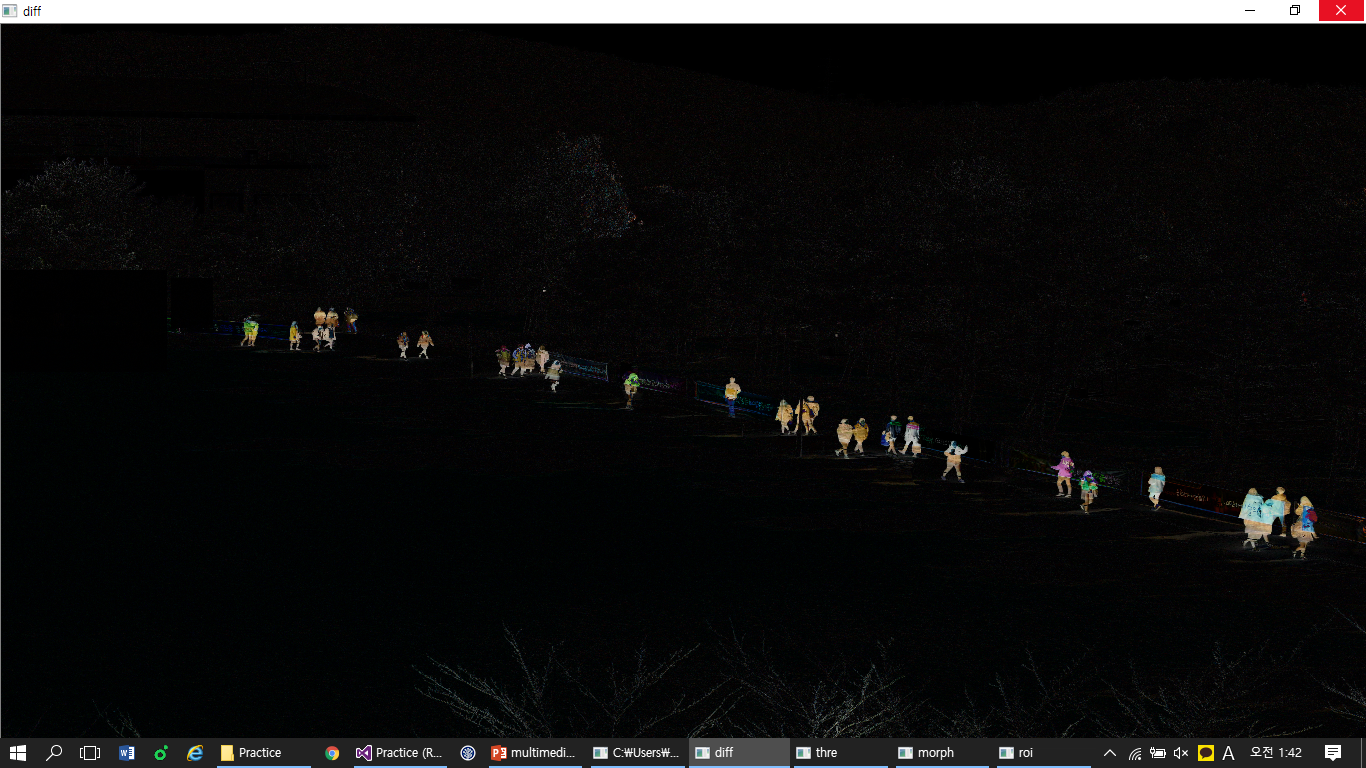 diff
Practice
Practice (R...
multimedi...
C:₩Users₩...
diff
thre
morph
roi
A
오전 1:42